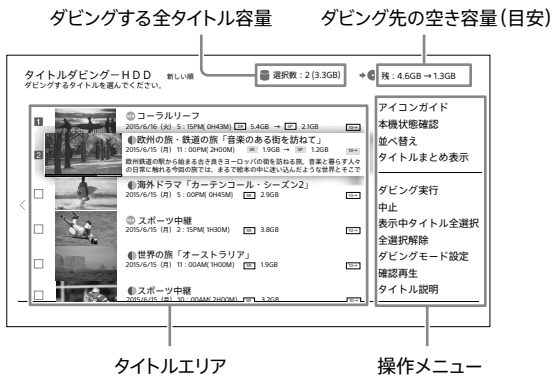 ダビングする全タイトル容量
ダビング先の空き容量(目安)
タイトルダビングーHDD 新しい順
ダビングするタイトルを選んでください。
選択数:2 (3.3GB)
残:4.6GB → 1.3GB
1
コーラルリーフ
2015/6/16 (火) 5:15PM( 0H43M) DR 5.4GB → SR 2.1GB
2
欧州の旅・鉄道の旅「音楽のある街を訪ねて」
2015/6/15 (月) 11:00PM( 2H00M) 1.9GB → 1.2GB
欧州鉄道の駅から始まる古き良きヨーロッパの街を訪ねる旅。音楽と暮らす人々
の日常に触れる今回の旅では、まるで絵本の中に迷い込んだような世界とそこで
海外ドラマ「カーテンコール・シーズン2」
2015/6/15 (月) 5:00PM( 0H45M) 2.9GB
スポーツ中継
2015/6/15 (月) 2:15PM( 1H30M) 3.8GB
世界の旅「オーストラリア」
2015/6/15 (月) 11:00AM( 1H00M) 1.9GB
スポーツ中継
2015/6/15 (月) 10:00AM( 2H00M) 3.2GB
アイコンガイド
本機状態確認
並べ替え
タイトルまとめ表示
ダビング実行
中止
表示中タイトル全選択
全選択解除
ダビングモード設定
確認再生
タイトル説明
タイトルエリア
操作メニュー